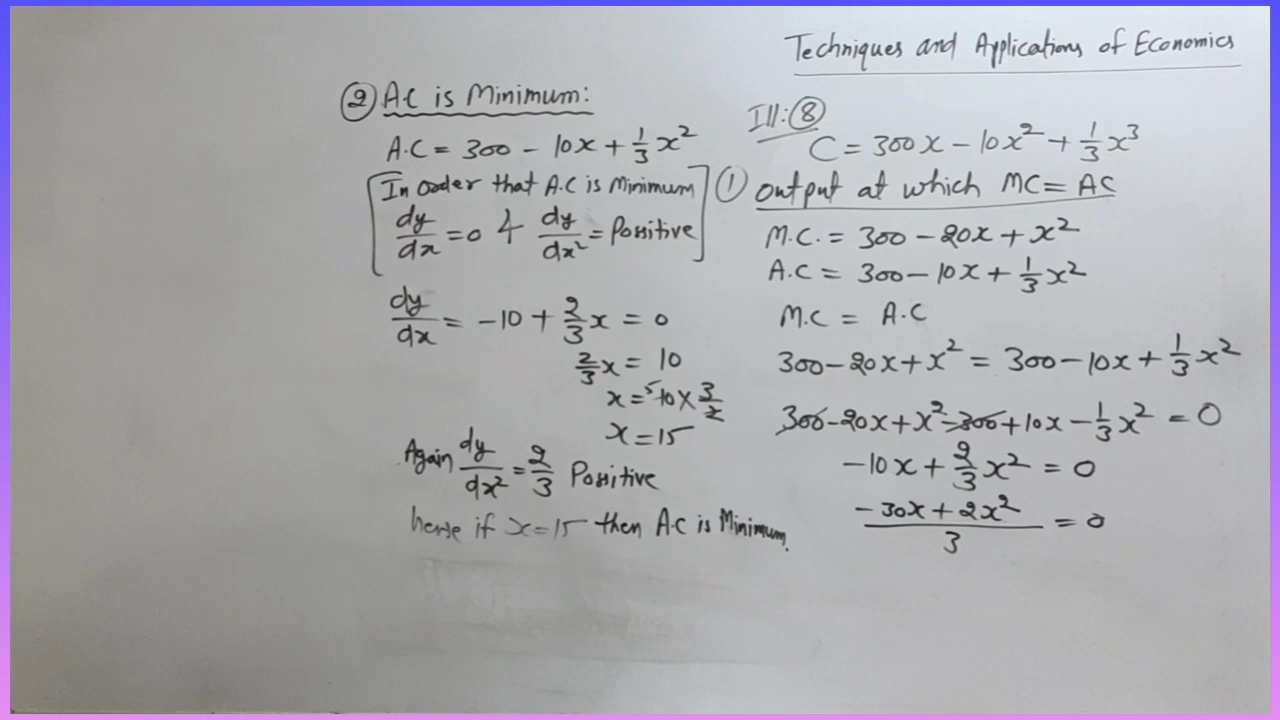 Techniques and Applications of Economics
Ill: ⑧
C = 300x - 10x² + 1/3 x³
① output at which MC = AC
M.C. = 300 - 20x + x²
A.C = 300 - 10x + 1/3 x²
M.C = A.C
300 - 20x + x² = 300 - 10x + 1/3 x²
300 - 20x + x² - 300 + 10x - 1/3 x² = 0
-10x + 2/3 x² = 0
(-30x + 2x²)/3 = 0
② AC is Minimum:
A.C = 300 - 10x + 1/3 x²
[In order that A.C is Minimum
dy/dx = 0 & dy/dx² = Positive]
dy/dx = -10 + 2/3 x = 0
2/3 x = 10
x = ⁵10 × 3/2
x = 15
Again dy/dx² = 2/3 Positive
hense if x = 15 then A.C is Minimum.